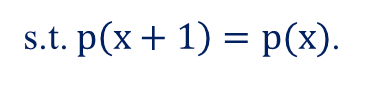 s.t. p(x + 1) = p(x).